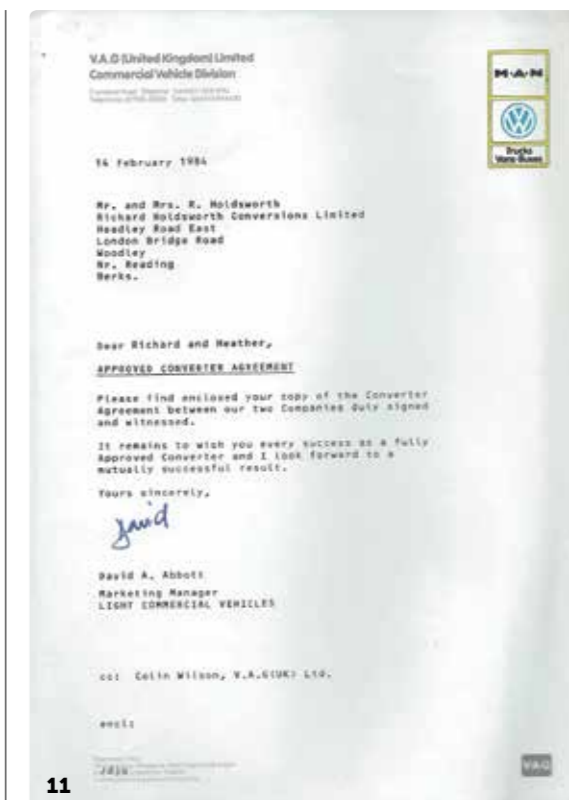 V.A.G (United Kingdom) Limited
Commercial Vehicle Division
M·A·N
Trucks
Vans·Buses
14 February 1984
Mr. and Mrs. R. Holdsworth
Richard Holdsworth Conversions Limited
Headley Road East
London Bridge Road
Woodley
Nr. Reading
Berks.
Dear Richard and Heather,
APPROVED CONVERTER AGREEMENT
Please find enclosed your copy of the Converter
Agreement between our two Companies duly signed
and witnessed.
It remains to wish you every success as a fully
Approved Converter and I look forward to a
mutually successful result.
Yours sincerely,
David
David A. Abbott
Marketing Manager
LIGHT COMMERCIAL VEHICLES
cc: Colin Wilson, V.A.G(UK) Ltd.
encl:
VAG
11